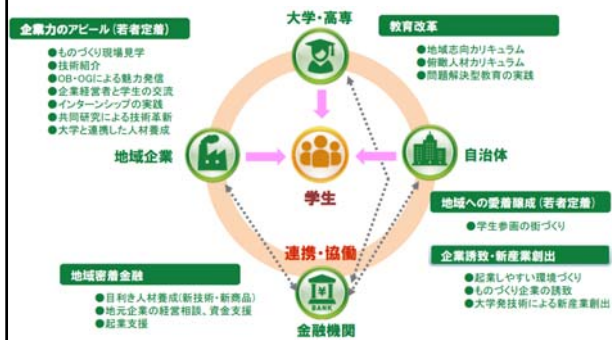 企業力のアピール(若者定着)
●ものづくり現場見学
●技術紹介
●OB・OGによる魅力発信
●企業経営者と学生の交流
●インターンシップの実践
●共同研究による技術革新
●大学と連携した人材養成
大学・高専
教育改革
●地域志向カリキュラム
●俯瞰人材カリキュラム
●問題解決型教育の実践
地域企業
学生
自治体
地域への愛着醸成(若者定着)
●学生参画の街づくり
企業誘致・新産業創出
●起業しやすい環境づくり
●ものづくり企業の誘致
●大学発技術による新産業創出
連携・協働
地域密着金融
●目利き人材養成(新技術・新商品)
●地元企業の経営相談、資金支援
●起業支援
¥
BANK
金融機関